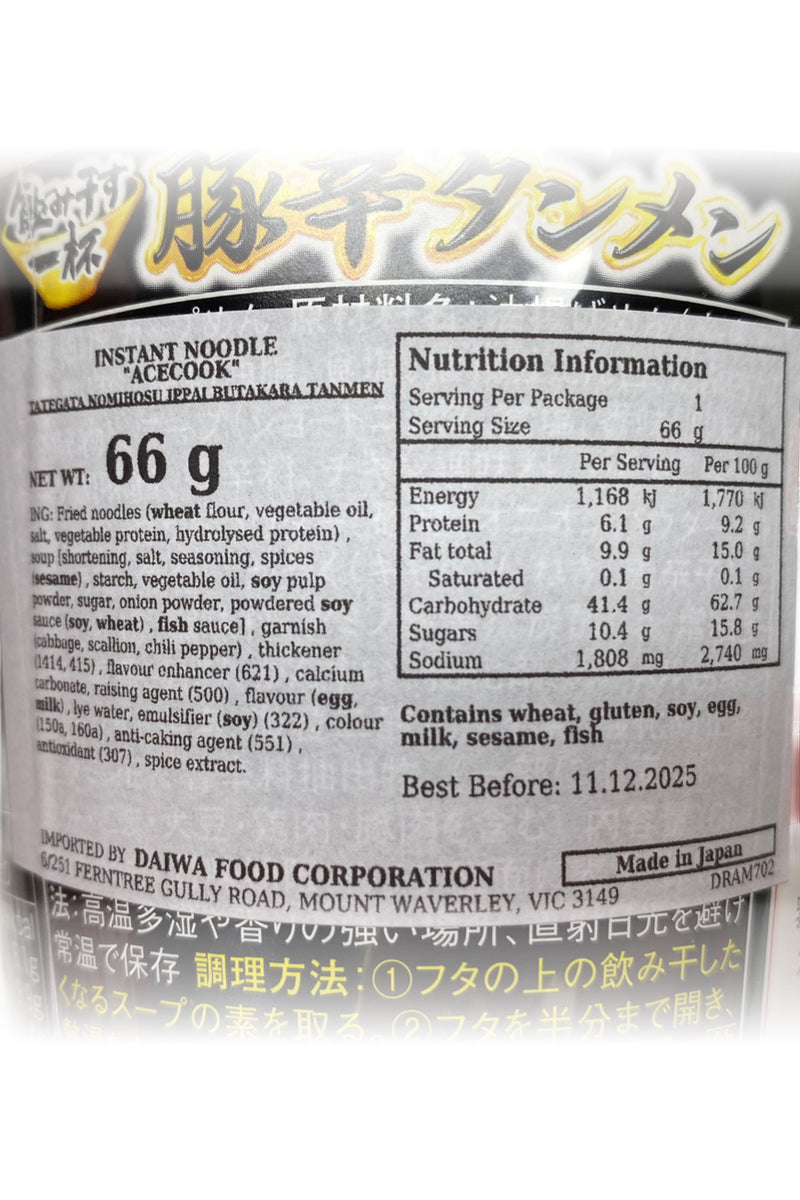 飲み干す
一杯
豚辛タンメン
INSTANT NOODLE
"ACECOOK"
TATEGATA NOMIHOSU IPPAI BUTAKARA TANMEN
NET WT: 66 g
ING: Fried noodles (wheat flour, vegetable oil,
salt, vegetable protein, hydrolysed protein) ,
soup [shortening, salt, seasoning, spices
(sesame) , starch, vegetable oil, soy pulp
powder, sugar, onion powder, powdered soy
sauce (soy, wheat) , fish sauce] , garnish
(cabbage, scallion, chili pepper) , thickener
(1414, 415) , flavour enhancer (621) , calcium
carbonate, raising agent (500) , flavour (egg,
milk) , lye water, emulsifier (soy) (322) , colour
(150a, 160a) , anti-caking agent (551) ,
antioxidant (307) , spice extract.
Nutrition Information
Serving Per Package 1
Serving Size 66 g
Per Serving Per 100 g
Energy 1,168 kJ 1,770 kJ
Protein 6.1 g 9.2 g
Fat total 9.9 g 15.0 g
Saturated 0.1 g 0.1 g
Carbohydrate 41.4 g 62.7 g
Sugars 10.4 g 15.8 g
Sodium 1,808 mg 2,740 mg
Contains wheat, gluten, soy, egg,
milk, sesame, fish
Best Before: 11.12.2025
IMPORTED BY DAIWA FOOD CORPORATION
6/251 FERNTREE GULLY ROAD, MOUNT WAVERLEY, VIC 3149
Made in Japan
DRAM702
法:高温多湿や香りの強い場所、直射日光を避け
常温で保存 調理方法:①フタの上の飲み干した
くなるスープの素を取る。②フタを半分まで開き、